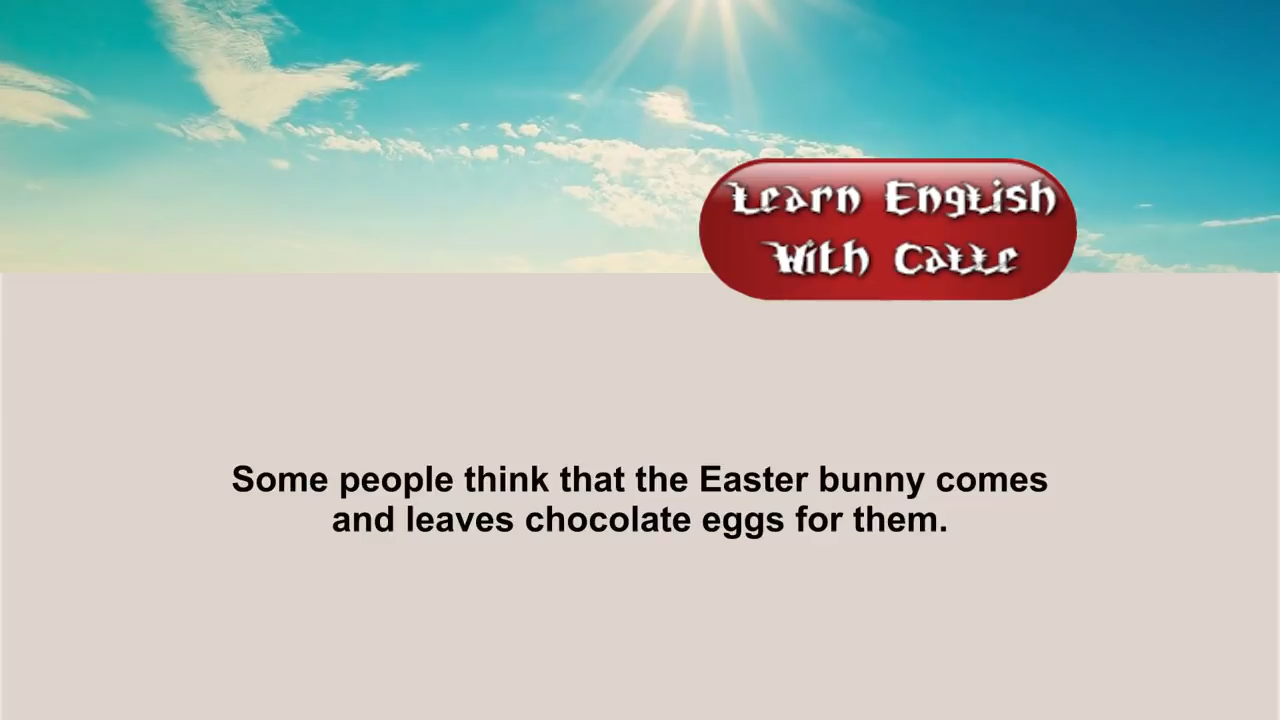 Learn English
With Calle
Some people think that the Easter bunny comes
and leaves chocolate eggs for them.